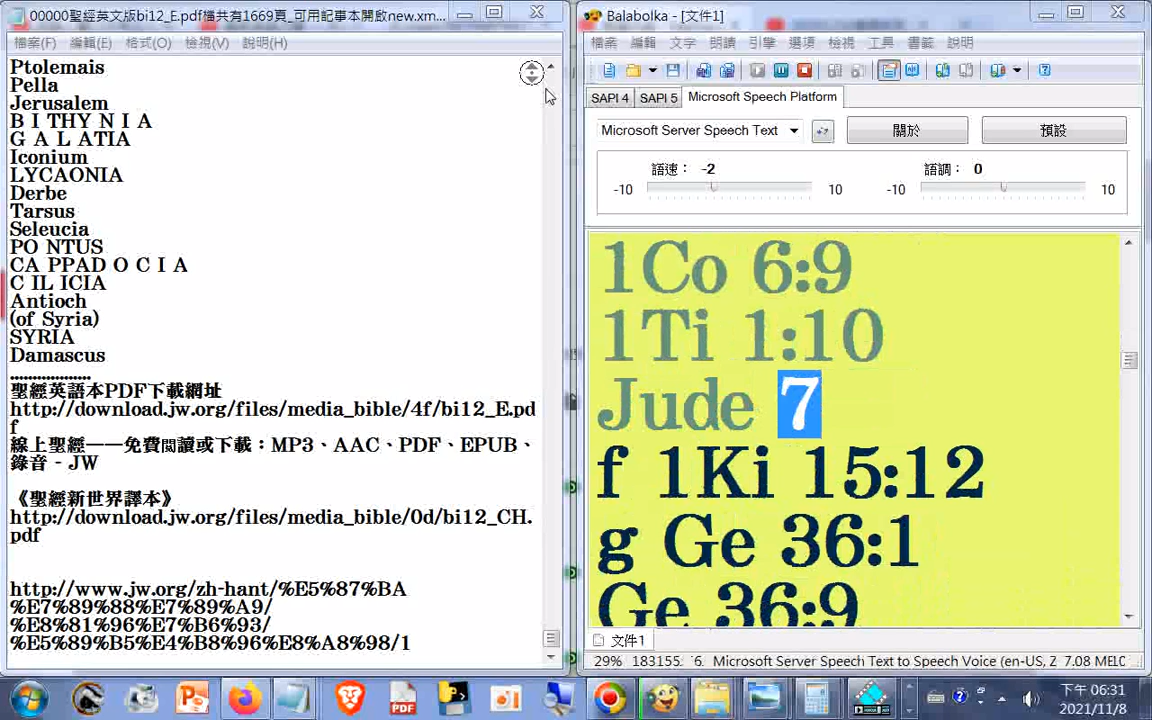 00000聖經英文版bi12_E.pdf檔共有1669頁_可用記事本開啟new.xm...
檔案(F) 編輯(E) 格式(O) 檢視(V) 說明(H)
Ptolemais
Pella
Jerusalem
B I THY N I A
G A L ATIA
Iconium
LYCAONIA
Derbe
Tarsus
Seleucia
PO NTUS
CA PPAD O C I A
C IL ICIA
Antioch
(of Syria)
SYRIA
Damascus
....................
聖經英語本PDF下載網址
http://download.jw.org/files/media_bible/4f/bi12_E.pd
f
線上聖經——免費閱讀或下載：MP3、AAC、PDF、EPUB、
錄音 - JW
《聖經新世界譯本》
http://download.jw.org/files/media_bible/0d/bi12_CH.
pdf
http://www.jw.org/zh-hant/%E5%87%BA
%E7%89%88%E7%89%A9/
%E8%81%96%E7%B6%93/
%E5%89%B5%E4%B8%96%E8%A8%98/1
Balabolka - [文件1]
檔案 編輯 文字 朗讀 引擎 選項 檢視 工具 書籤 說明
SAPI 4 SAPI 5 Microsoft Speech Platform
Microsoft Server Speech Text 關於 預設
語速： -2 語調： 0
-10 10 -10 10
1Co 6:9
1Ti 1:10
Jude 7
f 1Ki 15:12
g Ge 36:1
Ge 36:9
文件1
29% 183155. Microsoft Server Speech Text to Speech Voice (en-US, Z
下午 06:31
2021/11/8